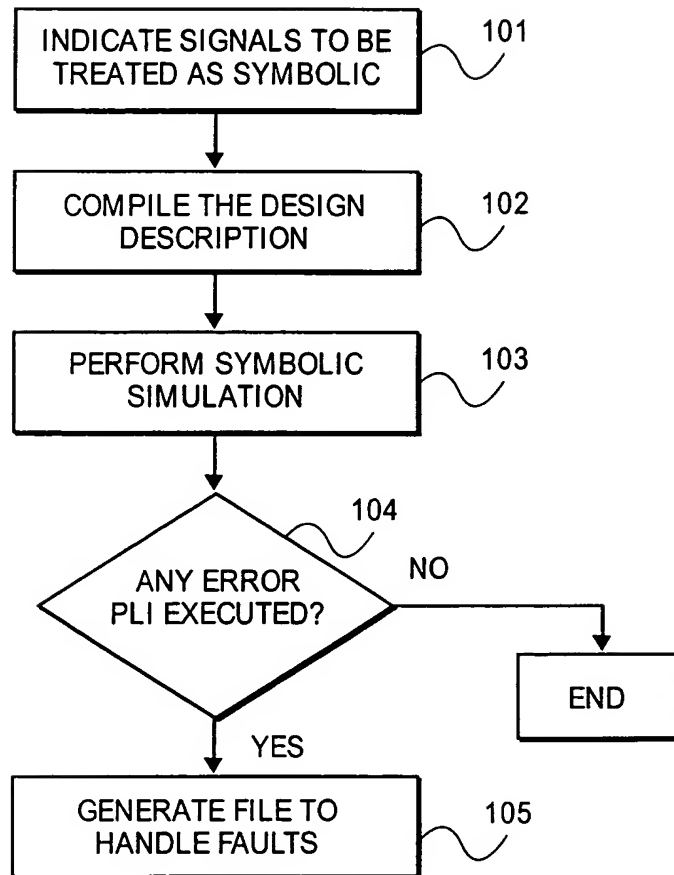 INDICATE SIGNALS TO BE
TREATED AS SYMBOLIC
101
COMPILE THE DESIGN
DESCRIPTION
102
PERFORM SYMBOLIC
SIMULATION
103
104
ANY ERROR
PLI EXECUTED?
NO
END
YES
GENERATE FILE TO
HANDLE FAULTS
105